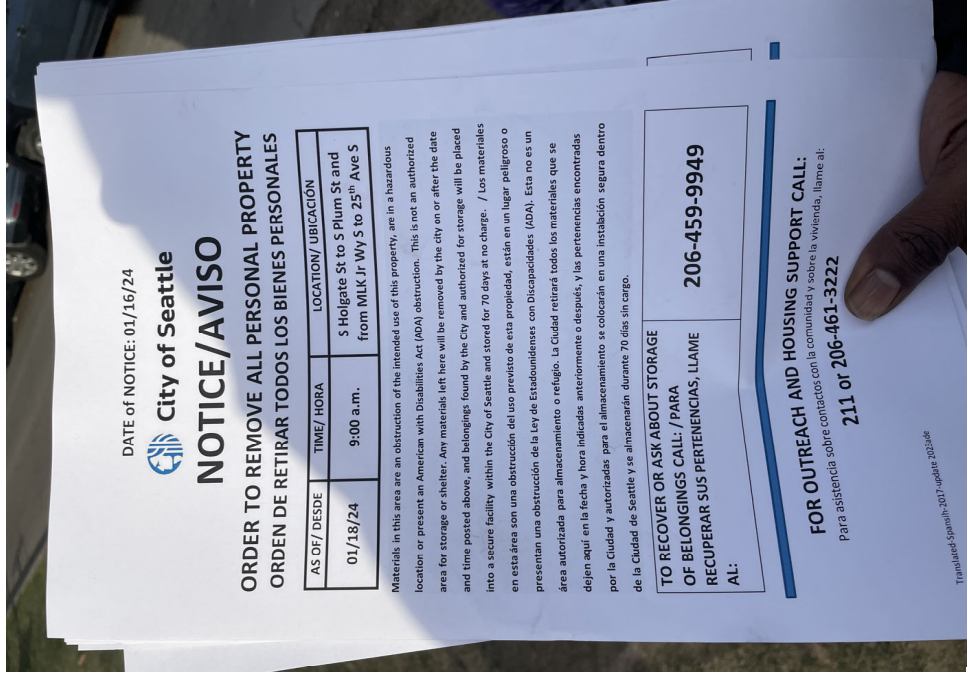 DATE of NOTICE: 01/16/24
City of Seattle
NOTICE/AVISO
ORDER TO REMOVE ALL PERSONAL PROPERTY
ORDEN DE RETIRAR TODOS LOS BIENES PERSONALES
AS OF/ DESDE TIME/ HORA LOCATION/ UBICACIÓN
01/18/24 9:00 a.m. S Holgate St to S Plum St and
from MLK Jr Wy S to 25th Ave S
Materials in this area are an obstruction of the intended use of this property, are in a hazardous
location or present an American with Disabilities Act (ADA) obstruction. This is not an authorized
area for storage or shelter. Any materials left here will be removed by the city on or after the date
and time posted above, and belongings found by the City and authorized for storage will be placed
into a secure facility within the City of Seattle and stored for 70 days at no charge. / Los materiales
en esta área son una obstrucción del uso previsto de esta propiedad, están en un lugar peligroso o
presentan una obstrucción de la Ley de Estadounidenses con Discapacidades (ADA). Esta no es un
área autorizada para almacenamiento o refugio. La Ciudad retirará todos los materiales que se
dejen aquí en la fecha y hora indicadas anteriormente o después, y las pertenencias encontradas
por la Ciudad y autorizadas para el almacenamiento se colocarán en una instalación segura dentro
de la Ciudad de Seattle y se almacenarán durante 70 días sin cargo.
TO RECOVER OR ASK ABOUT STORAGE
OF BELONGINGS CALL: / PARA
RECUPERAR SUS PERTENENCIAS, LLAME
AL:
206-459-9949
FOR OUTREACH AND HOUSING SUPPORT CALL:
Para asistencia sobre contactos con la comunidad y sobre la vivienda, llame al:
211 or 206-461-3222
Translated-Spansih-2017-update 2023ade